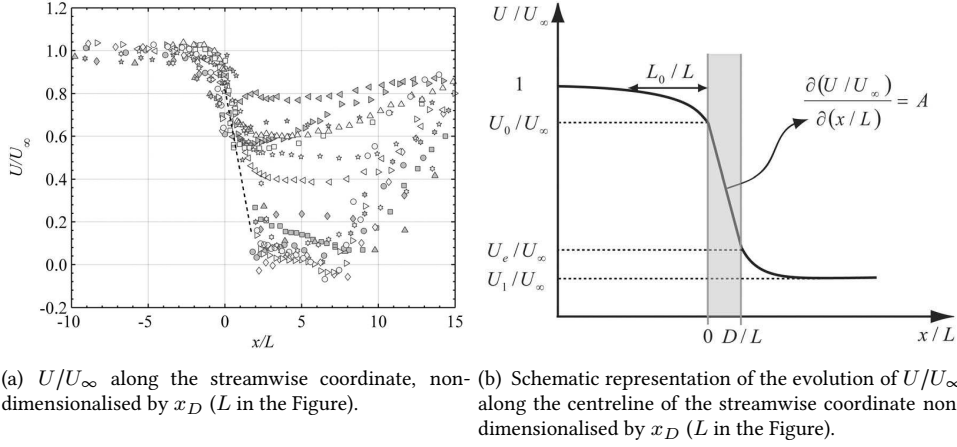 U/U∞
1.2
1.0
0.8
0.6
0.4
0.2
0.0
-0.2
-10
-5
0
5
10
15
x/L
U/U∞
1
U0/U∞
Ue/U∞
U1/U∞
L0/L
∂(U/U∞)
∂(x/L)
= A
0 D/L
x/L
(a) U/U∞ along the streamwise coordinate, non-
dimensionalised by xD (L in the Figure).
(b) Schematic representation of the evolution of U/U∞
along the centreline of the streamwise coordinate non
dimensionalised by xD (L in the Figure).